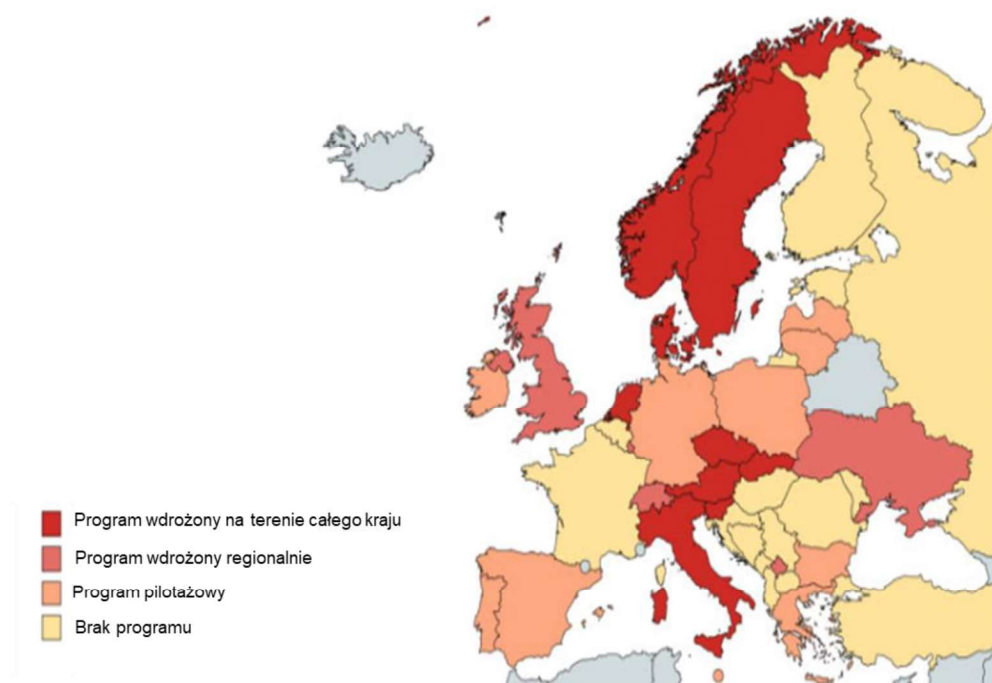 Program wdrożony na terenie całego kraju
Program wdrożony regionalnie
Program pilotażowy
Brak programu